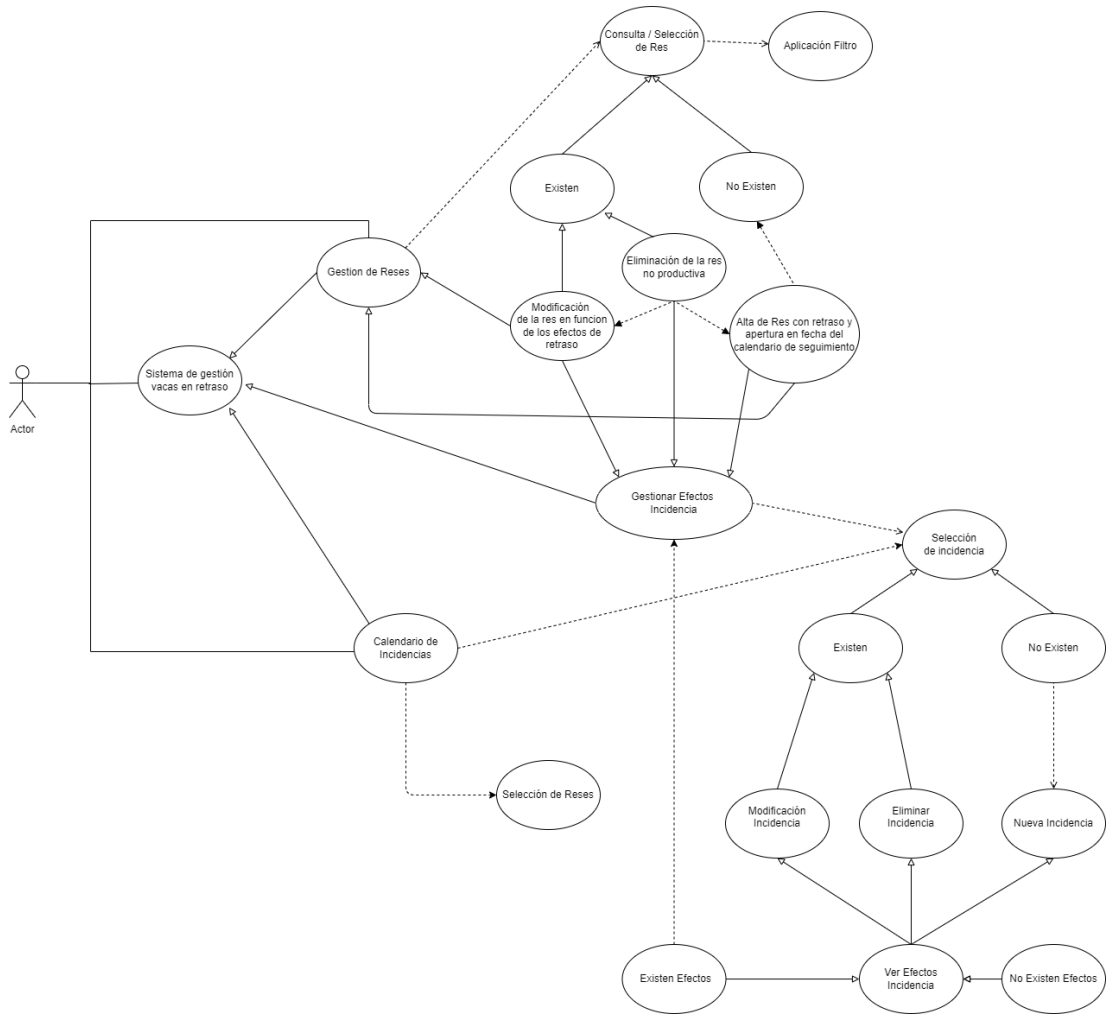 Consulta / Selección
de Res
Aplicación Filtro
Existen
No Existen
Gestion de Reses
Eliminación de la res
no productiva
Modificación
de la res en funcion
de los efectos de
retraso
Alta de Res con retraso y
apertura en fecha del
calendario de seguimiento
Sistema de gestión
vacas en retraso
Actor
Gestionar Efectos
Incidencia
Selección
de incidencia
Calendario de
Incidencias
Existen
No Existen
Selección de Reses
Modificación
Incidencia
Eliminar
Incidencia
Nueva Incidencia
Existen Efectos
Ver Efectos
Incidencia
No Existen Efectos